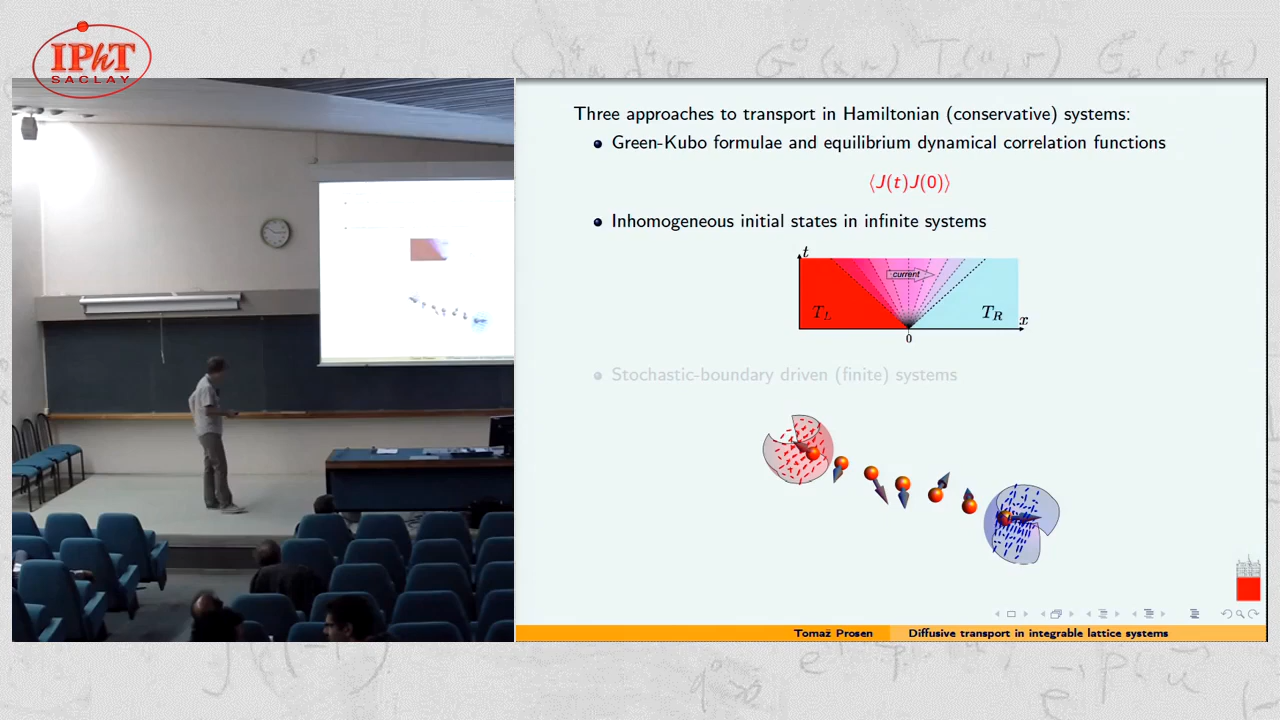 IPhT
SACLAY
Three approaches to transport in Hamiltonian (conservative) systems:
Green-Kubo formulae and equilibrium dynamical correlation functions
⟨J(t)J(0)⟩
Inhomogeneous initial states in infinite systems
t
current
T_L
T_R
x
0
Stochastic-boundary driven (finite) systems
Tomaž Prosen
Diffusive transport in integrable lattice systems